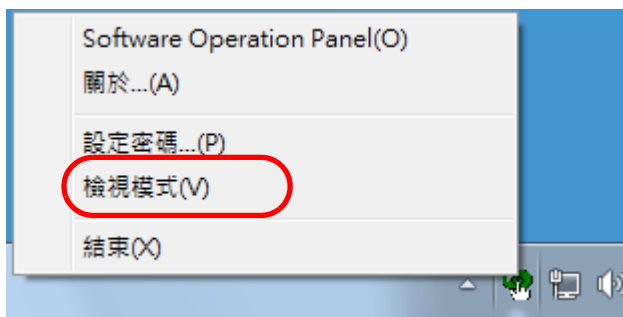 Software Operation Panel(O)
關於...(A)
設定密碼...(P)
檢視模式(V)
結束(X)